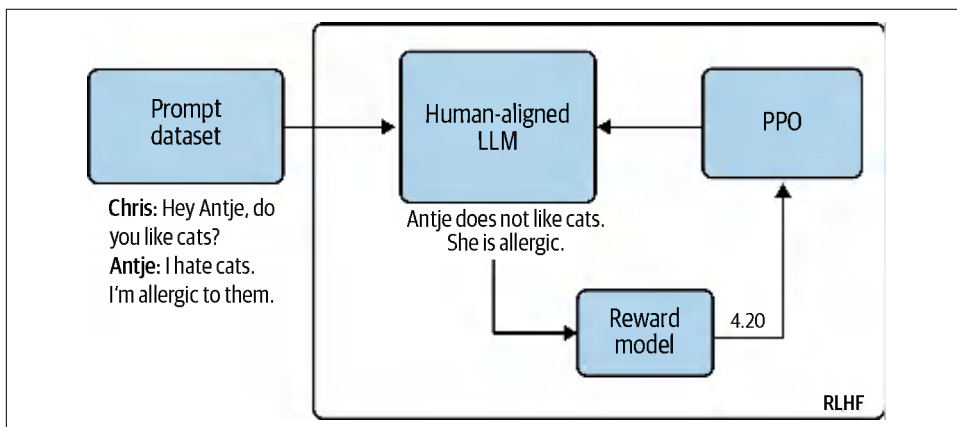 Prompt
dataset
Chris: Hey Antje, do
you like cats?
Antje: I hate cats.
I'm allergic to them.
Human-aligned
LLM
Antje does not like cats.
She is allergic.
PPO
Reward
model
4.20
RLHF